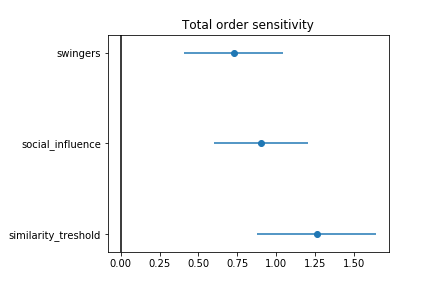 Total order sensitivity
swingers
social_influence
similarity_treshold
0.00 0.25 0.50 0.75 1.00 1.25 1.50